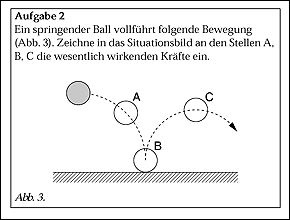 Aufgabe 2
Ein springender Ball vollführt folgende Bewegung
(Abb. 3). Zeichne in das Situationsbild an den Stellen A,
B, C die wesentlich wirkenden Kräfte ein.
A
C
B
Abb. 3.